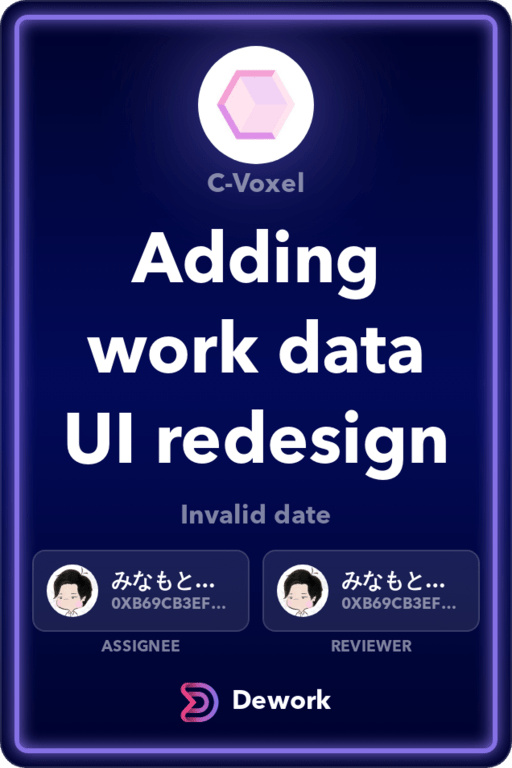 C-Voxel
Adding
work data
UI redesign
Invalid date
みなもと... みなもと...
0XB69CB3EF... 0XB69CB3EF...
ASSIGNEE REVIEWER
Dework